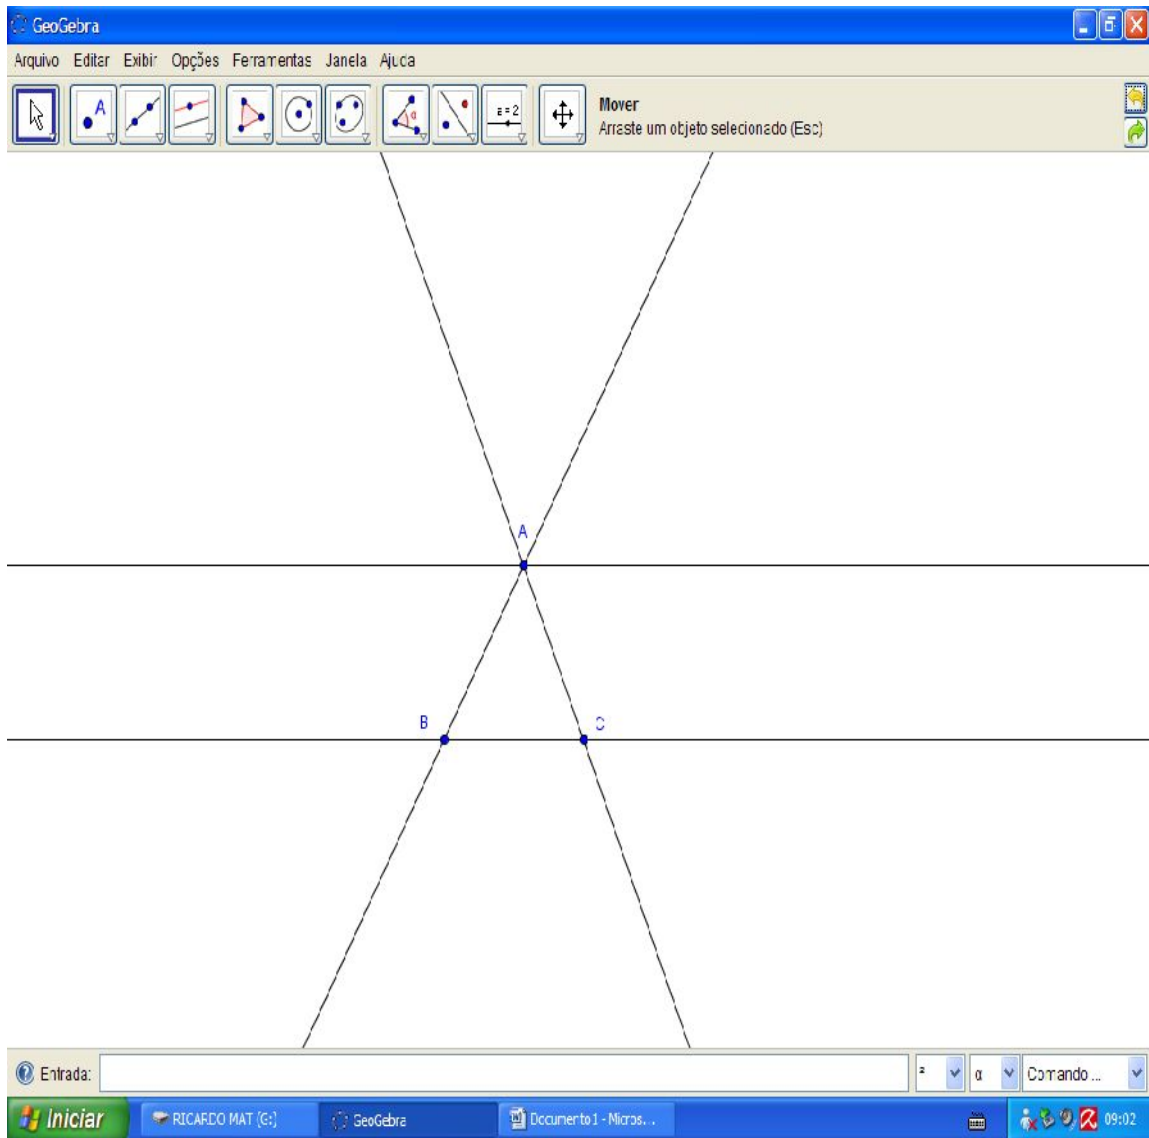 GeoGebra
Arquivo Editar Exibir Opções Ferramentas Janela Ajuda
A
α
a = 2
Mover
Arraste um objeto selecionado (Esc)
A
B
C
Entrada:
²
α
Comando ...
Iniciar
RICARDO MAT (G:)
GeoGebra
Documento1 - Micros...
09:02